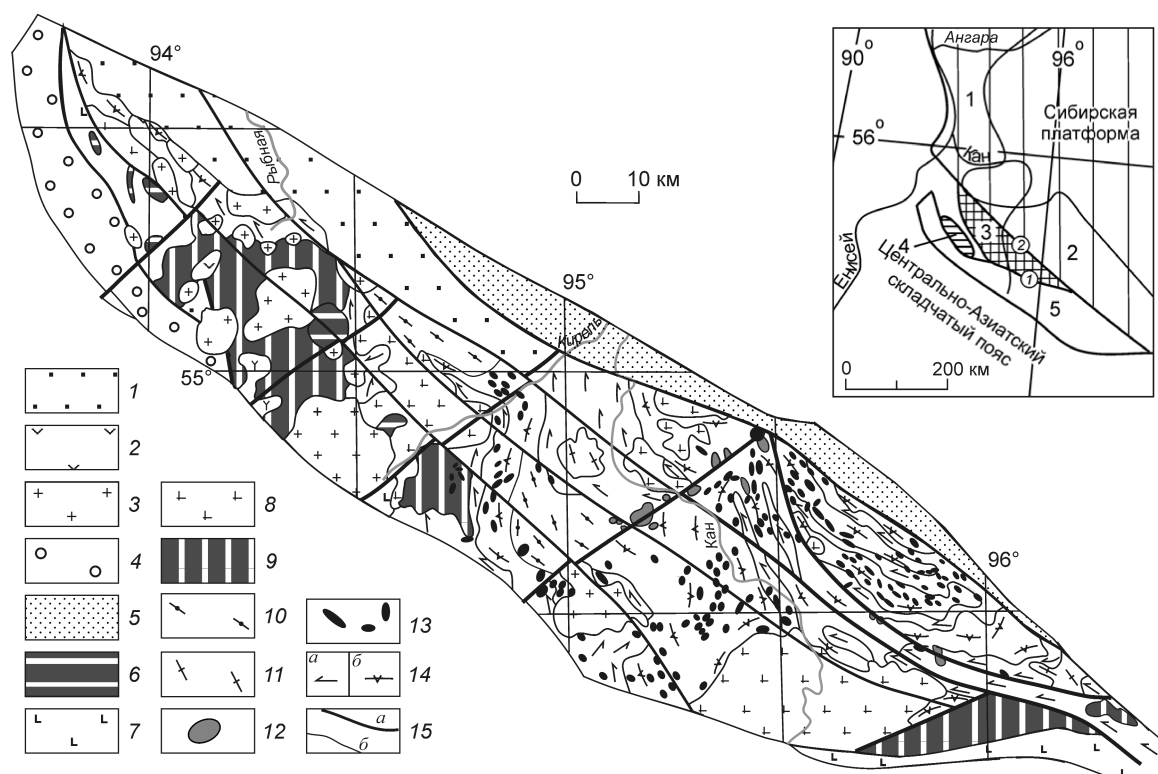 94°
Рыбная
0 10 км
95°
Кирель
55°
Кан
96°
Ангара
90°
96°
1
Сибирская
платформа
56°
Кан
3
2
2
4
1
5
Енисей
Центрально-Азиатский
складчатый пояс
0 200 км
1
2
3
8
4
9
5
10
13
6
11
а б
14
7
12
а
б
15